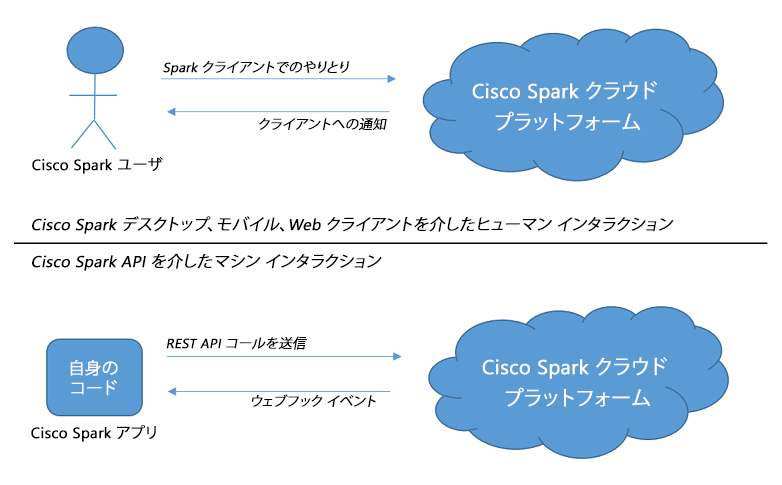 Spark クライアントでのやりとり
クライアントへの通知
Cisco Spark クラウド
プラットフォーム
Cisco Spark ユーザ
Cisco Spark デスクトップ、モバイル、Web クライアントを介したヒューマン インタラクション
Cisco Spark API を介したマシン インタラクション
REST API コールを送信
自身の
コード
ウェブフック イベント
Cisco Spark クラウド
プラットフォーム
Cisco Spark アプリ